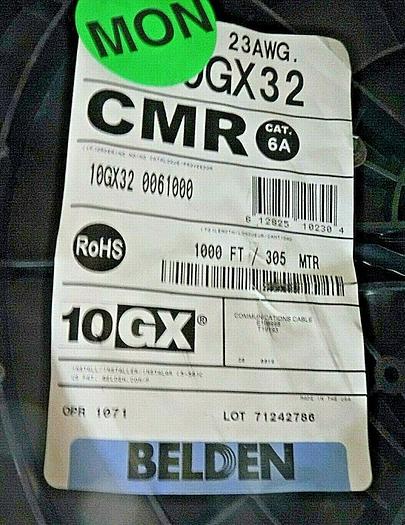 MON
23AWG.
GX32
CMR
CAT. 6A
10GX32 0061000
6 12825 10230 4
RoHS
1000 FT / 305 MTR
10GX®
COMMUNICATIONS CABLE
MADE IN THE USA
OPR 1071
LOT 71242786
BELDEN